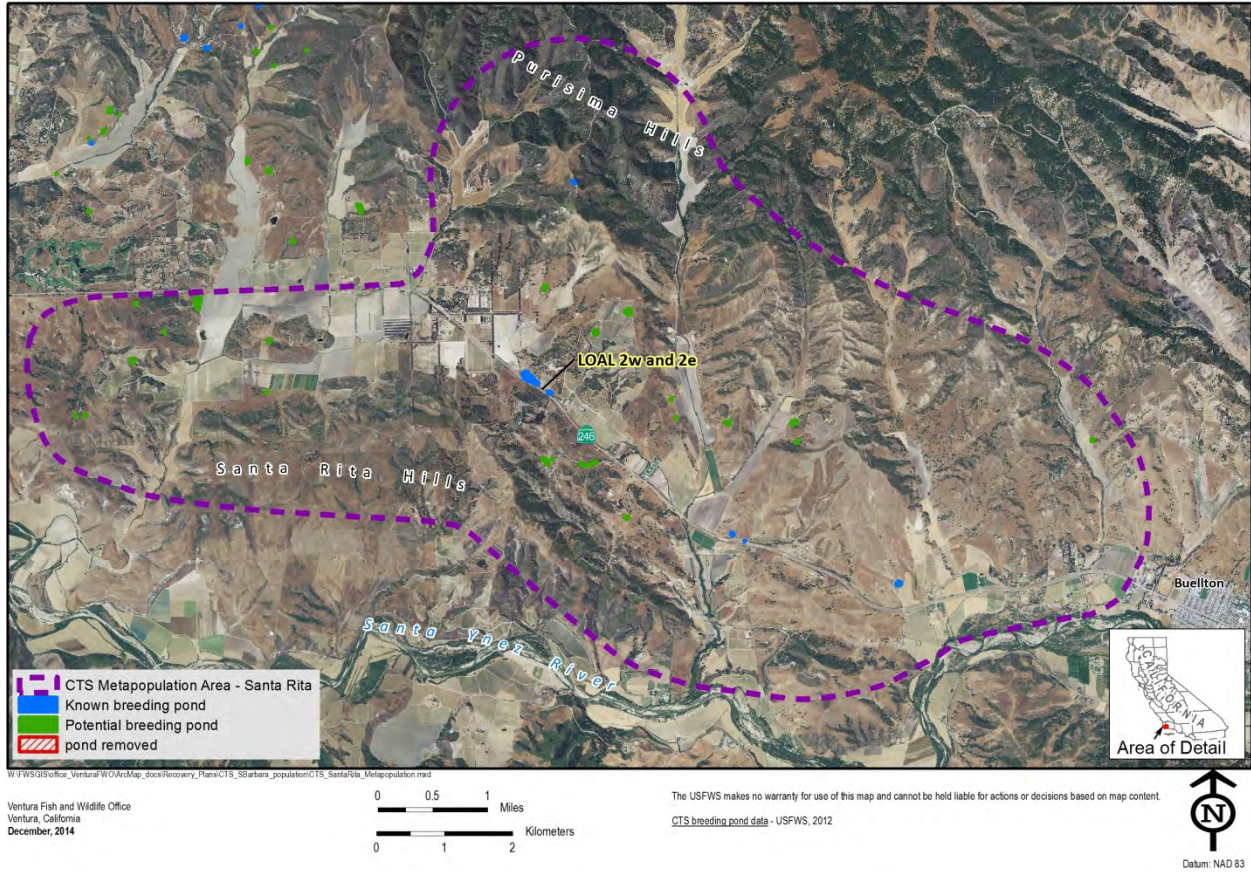 Purisima Hills
LOAL 2w and 2e
246
Santa Rita Hills
Buellton
Santa Ynez River
CTS Metapopulation Area - Santa Rita
Known breeding pond
Potential breeding pond
pond removed
CALIFORNIA
Area of Detail
W:\FWSGIS\office_VenturaFWO\ArcMap_docs\Recovery_Plans\CTS_SBarbara_population\CTS_SantaRita_Metapopulation.mxd
Ventura Fish and Wildlife Office
Ventura, California
December, 2014
0 0.5 1
Miles
Kilometers
0 1 2
The USFWS makes no warranty for use of this map and cannot be held liable for actions or decisions based on map content.
CTS breeding pond data - USFWS, 2012
N
Datum: NAD 83